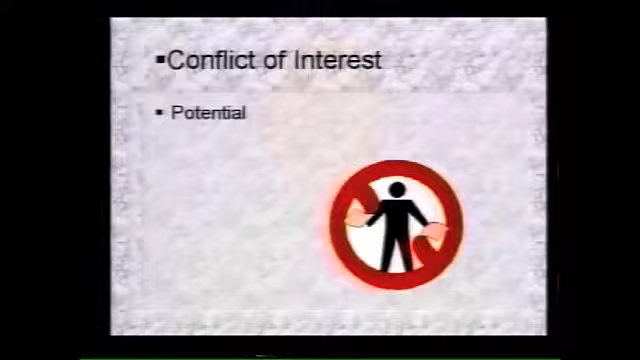 ▪Conflict of Interest
▪ Potential